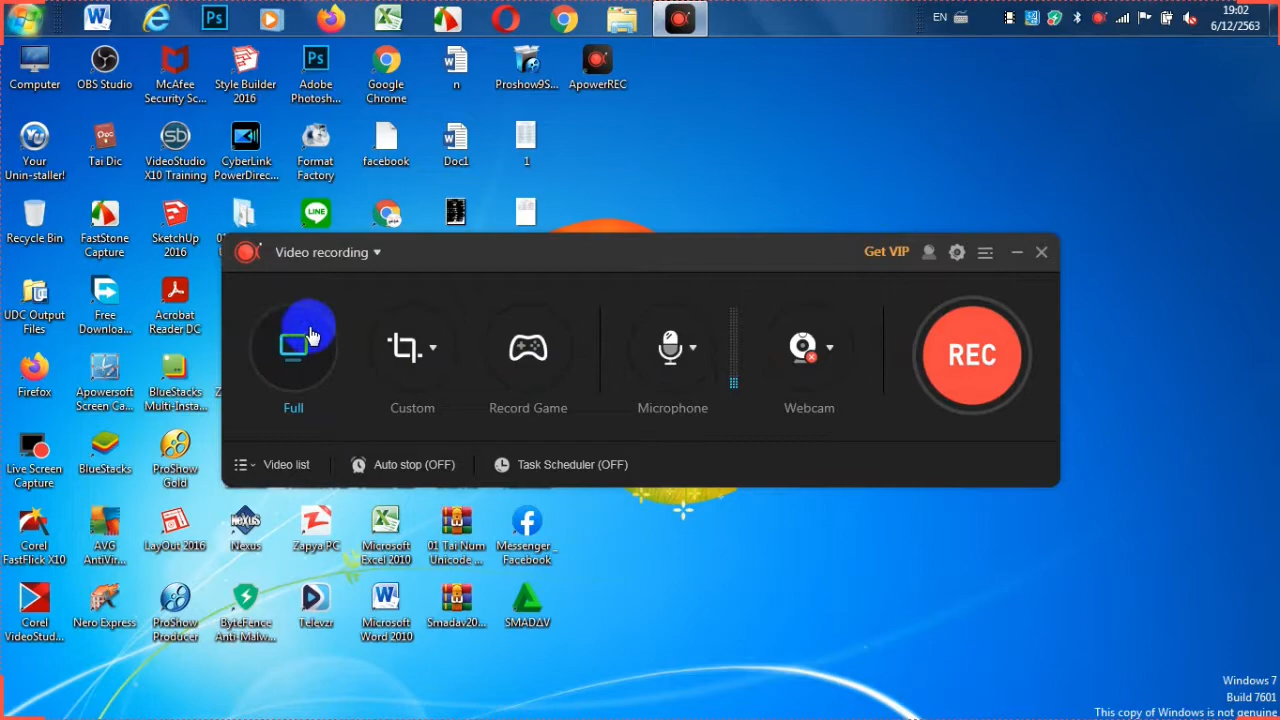 EN
19:02
6/12/2563
Computer
OBS Studio
McAfee
Security Sc...
Style Builder
2016
Adobe
Photosh...
Google
Chrome
n
Proshow9S...
ApowerREC
Your
Unin-staller!
Tai Dic
VideoStudio
X10 Training
CyberLink
PowerDirec...
Format
Factory
facebook
Doc1
1
Recycle Bin
FastStone
Capture
SketchUp
2016
LINE
Video recording
Get VIP
UDC Output
Files
Free
Downloa...
Acrobat
Reader DC
REC
Full
Custom
Record Game
Microphone
Webcam
Firefox
Apowersoft
Screen Ca...
BlueStacks
Multi-Insta...
Live Screen
Capture
BlueStacks
ProShow
Gold
Video list
Auto stop (OFF)
Task Scheduler (OFF)
Corel
FastFlick X10
AVG
AntiVir...
LayOut 2016
Nexus
Zapya PC
Microsoft
Excel 2010
01 Tai Num
Unicode ...
Messenger_
Facebook
Corel
VideoStud...
Nero Express
ProShow
Producer
ByteFence
Anti-Malw...
Televzr
Microsoft
Word 2010
Smadav20...
SMADΔV
Windows 7
Build 7601
This copy of Windows is not genuine